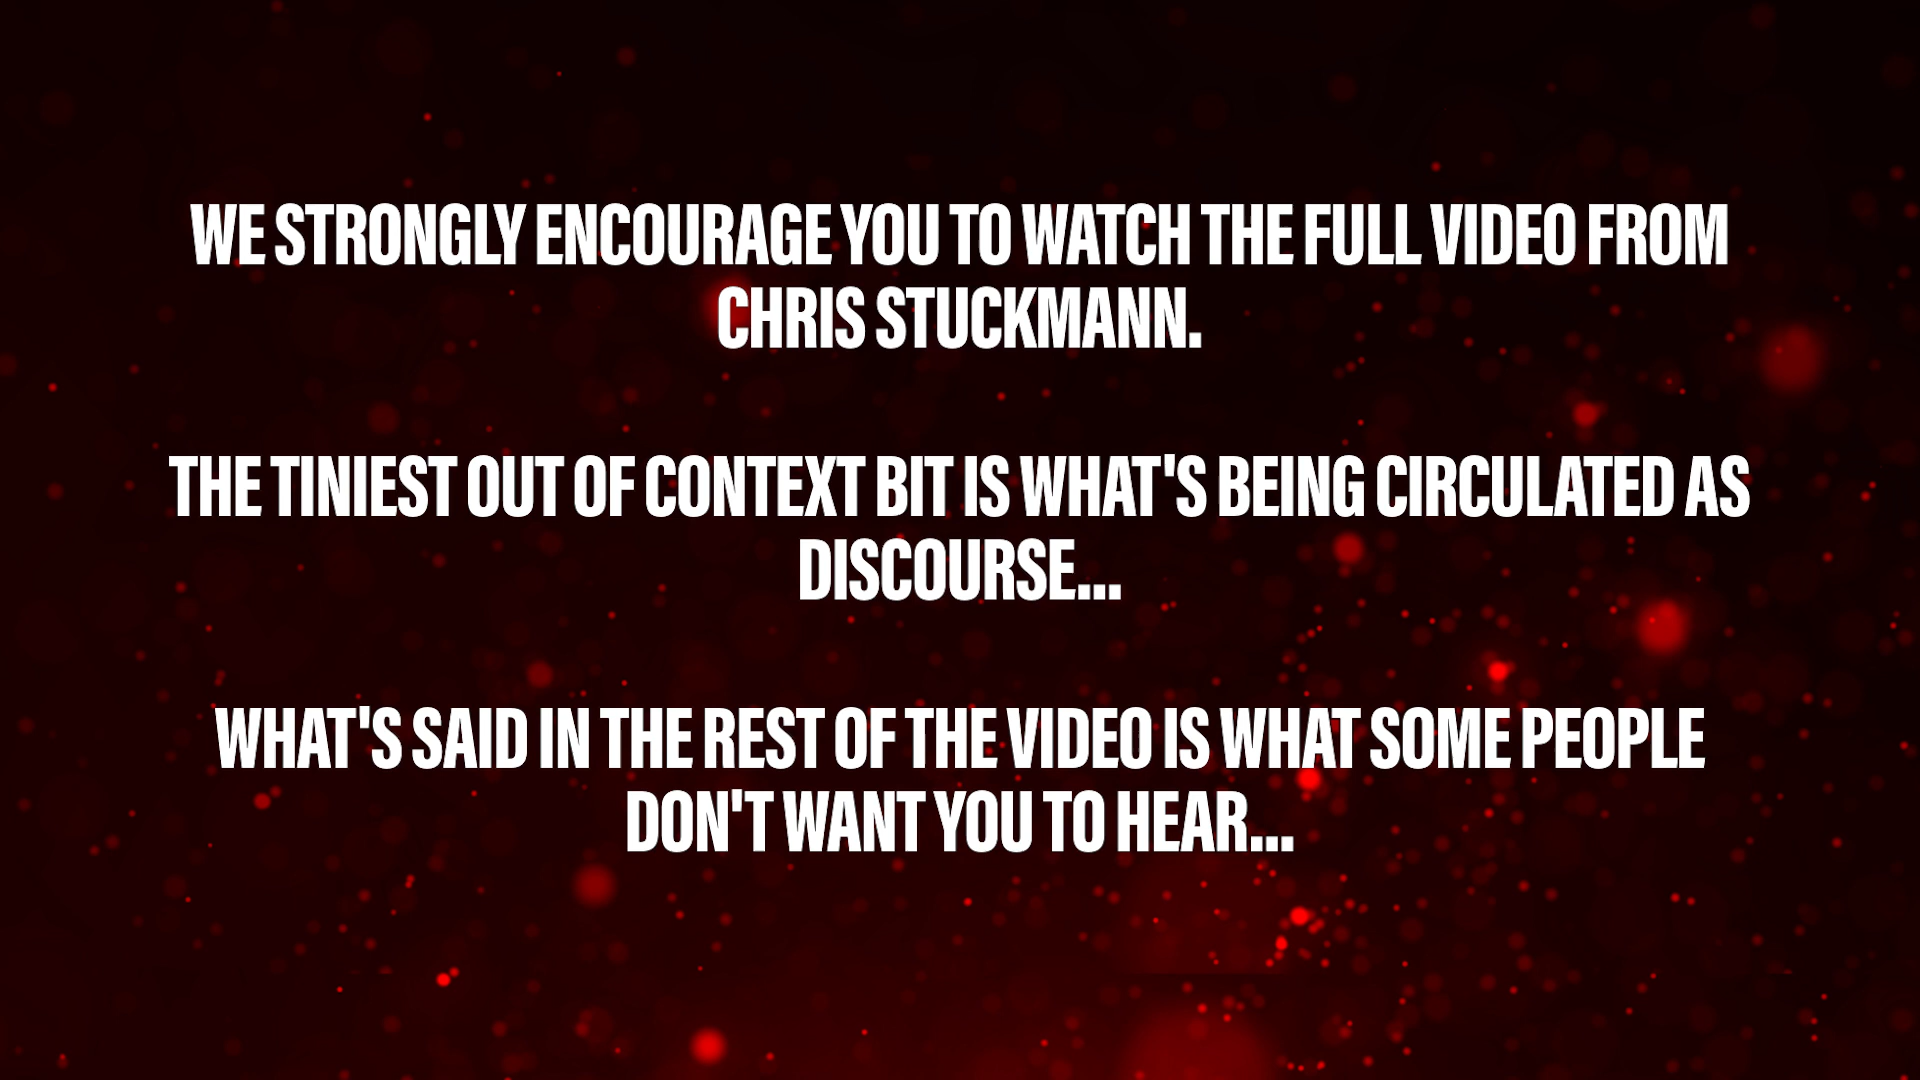 WE STRONGLY ENCOURAGE YOU TO WATCH THE FULL VIDEO FROM
CHRIS STUCKMANN.
THE TINIEST OUT OF CONTEXT BIT IS WHAT'S BEING CIRCULATED AS
DISCOURSE...
WHAT'S SAID IN THE REST OF THE VIDEO IS WHAT SOME PEOPLE
DON'T WANT YOU TO HEAR...